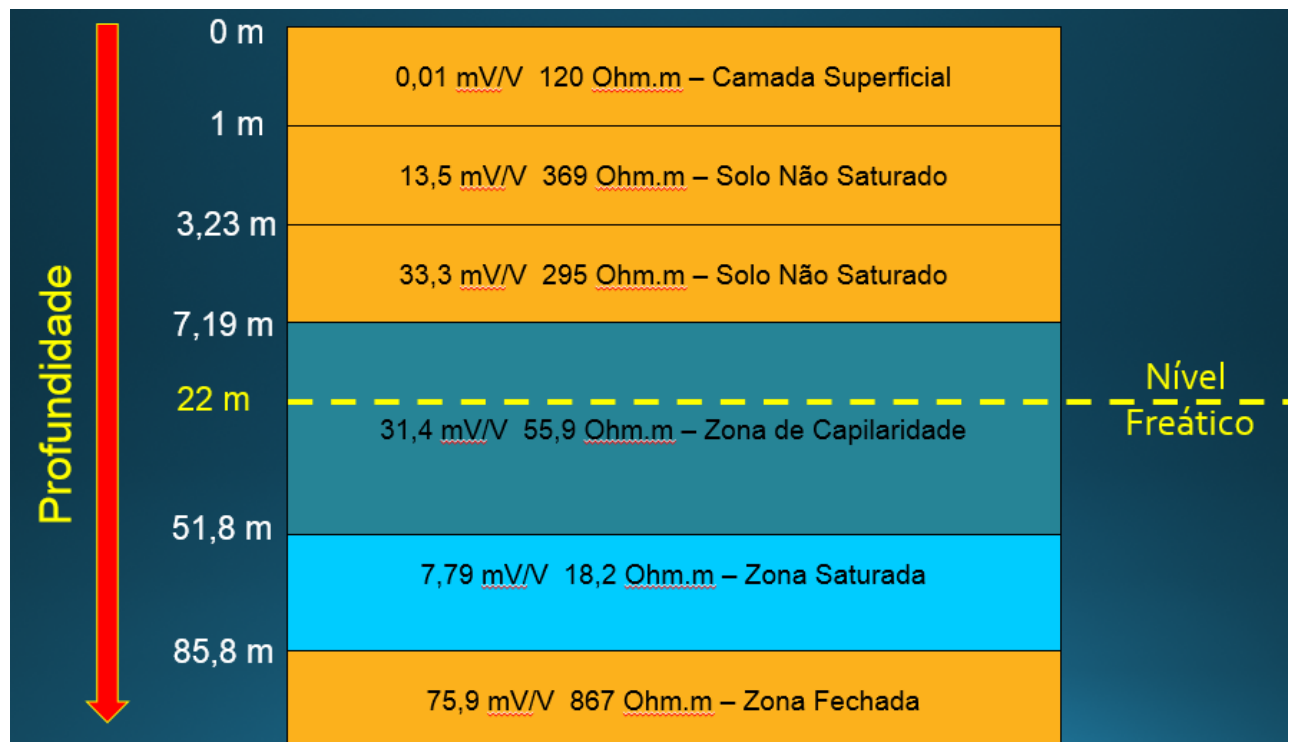 0 m
0,01 mV/V 120 Ohm.m – Camada Superficial
1 m
13,5 mV/V 369 Ohm.m – Solo Não Saturado
3,23 m
33,3 mV/V 295 Ohm.m – Solo Não Saturado
7,19 m
Profundidade
22 m
Nível
Freático
31,4 mV/V 55,9 Ohm.m – Zona de Capilaridade
51,8 m
7,79 mV/V 18,2 Ohm.m – Zona Saturada
85,8 m
75,9 mV/V 867 Ohm.m – Zona Fechada